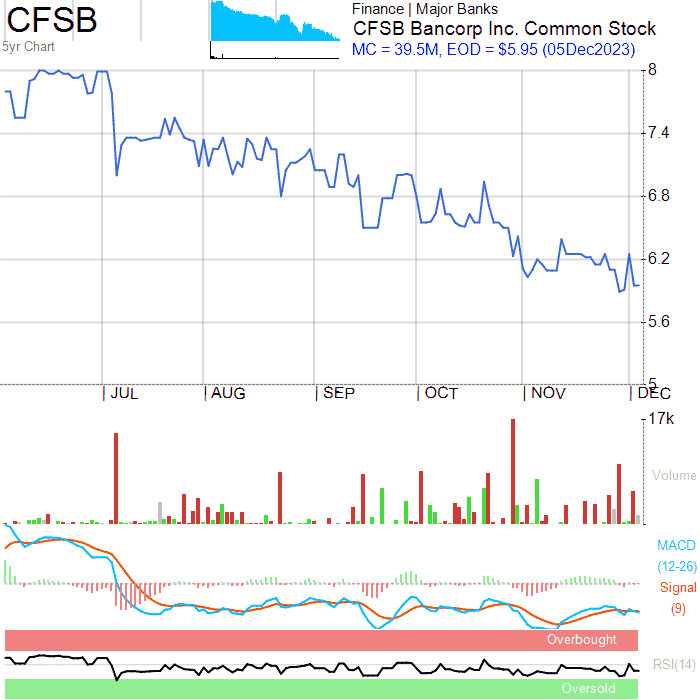 CFSB
5yr Chart
Finance | Major Banks
CFSB Bancorp Inc. Common Stock
MC = 39.5M, EOD = $5.95 (05Dec2023)
8
7.4
6.8
6.2
5.6
5
JUL AUG SEP OCT NOV DEC
17k
Volume
MACD
(12-26)
Signal
(9)
Overbought
RSI(14)
Oversold